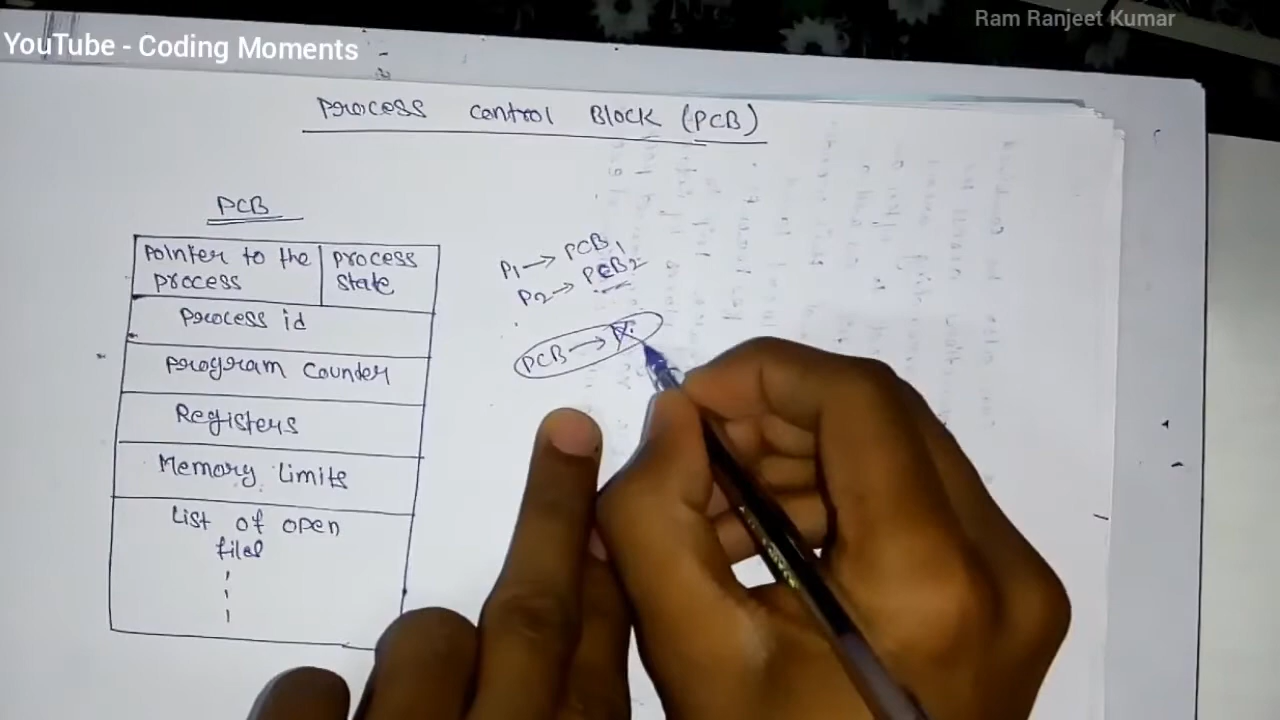 Ram Ranjeet Kumar
YouTube - Coding Moments
Process Control Block (PCB)
PCB
Pointer to the process
Process state
Process id
Program Counter
Registers
Memory Limits
List of open files
P1 → PCB1
P2 → PCB2
PCB →